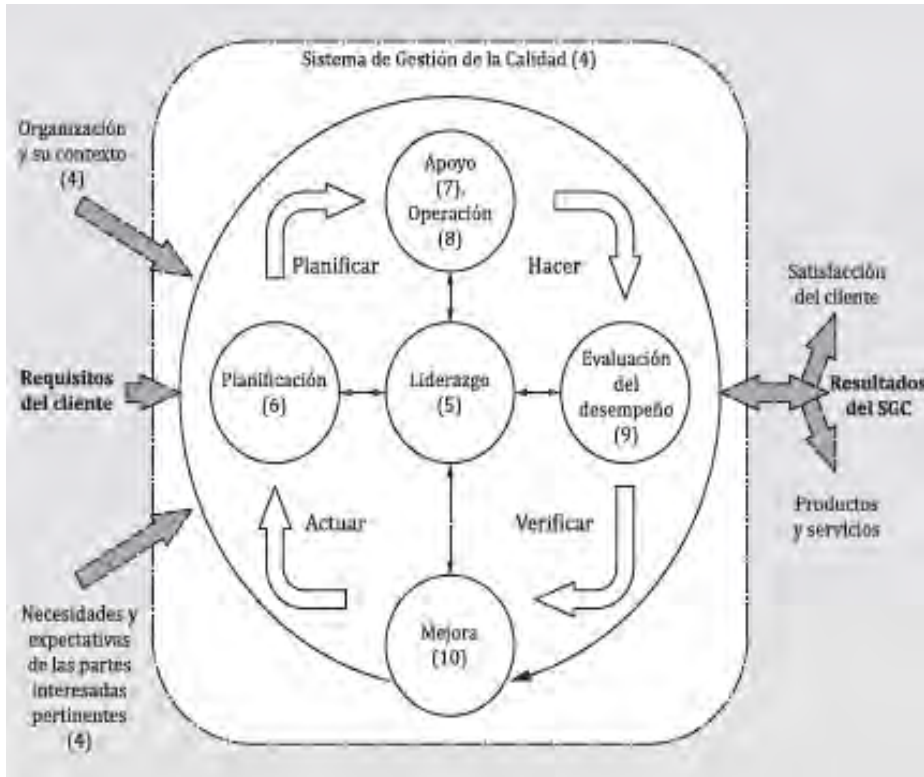 Sistema de Gestión de la Calidad (4)
Organización
y su contexto
(4)
Requisitos
del cliente
Necesidades y
expectativas
de las partes
interesadas
pertinentes
(4)
Apoyo
(7),
Operación
(8)
Planificar
Hacer
Planificación
(6)
Liderazgo
(5)
Evaluación
del
desempeño
(9)
Actuar
Verificar
Mejora
(10)
Satisfacción
del cliente
Resultados
del SGC
Productos
y servicios